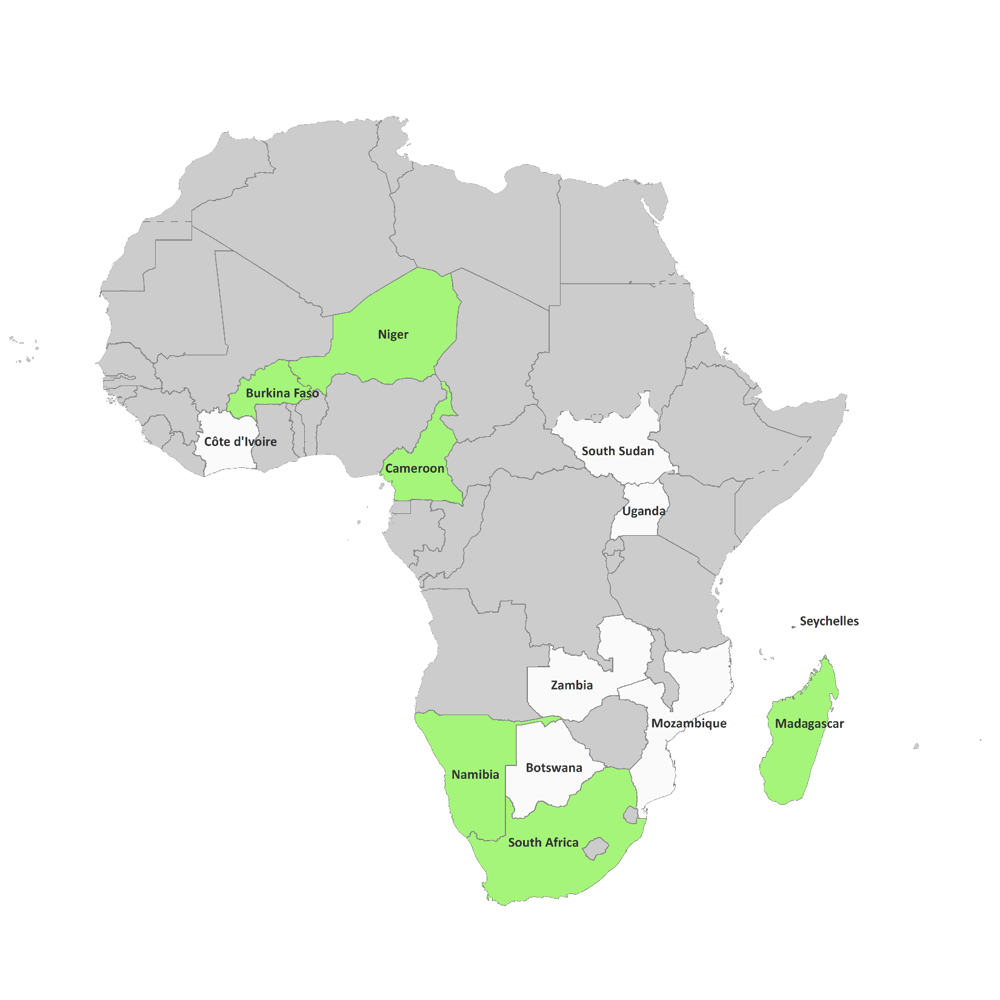 Niger
Burkina Faso
Côte d'Ivoire
South Sudan
Cameroon
Uganda
Seychelles
Zambia
Mozambique
Madagascar
Botswana
Namibia
South Africa